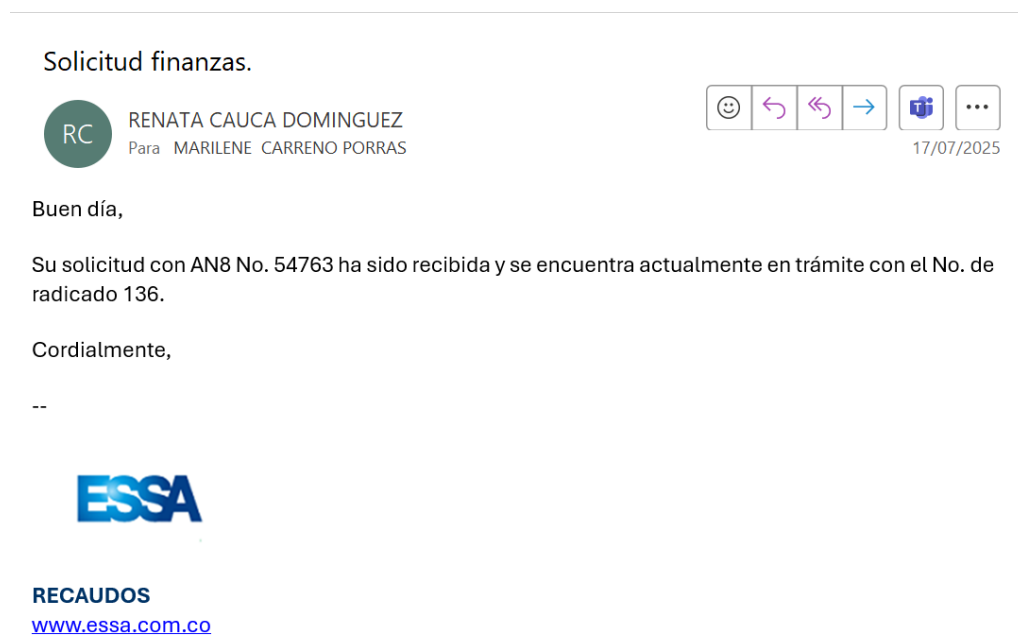 Solicitud finanzas.
RC
RENATA CAUCA DOMINGUEZ
Para MARILENE CARRENO PORRAS
17/07/2025
Buen día,
Su solicitud con AN8 No. 54763 ha sido recibida y se encuentra actualmente en trámite con el No. de
radicado 136.
Cordialmente,
--
ESSA
RECAUDOS
www.essa.com.co